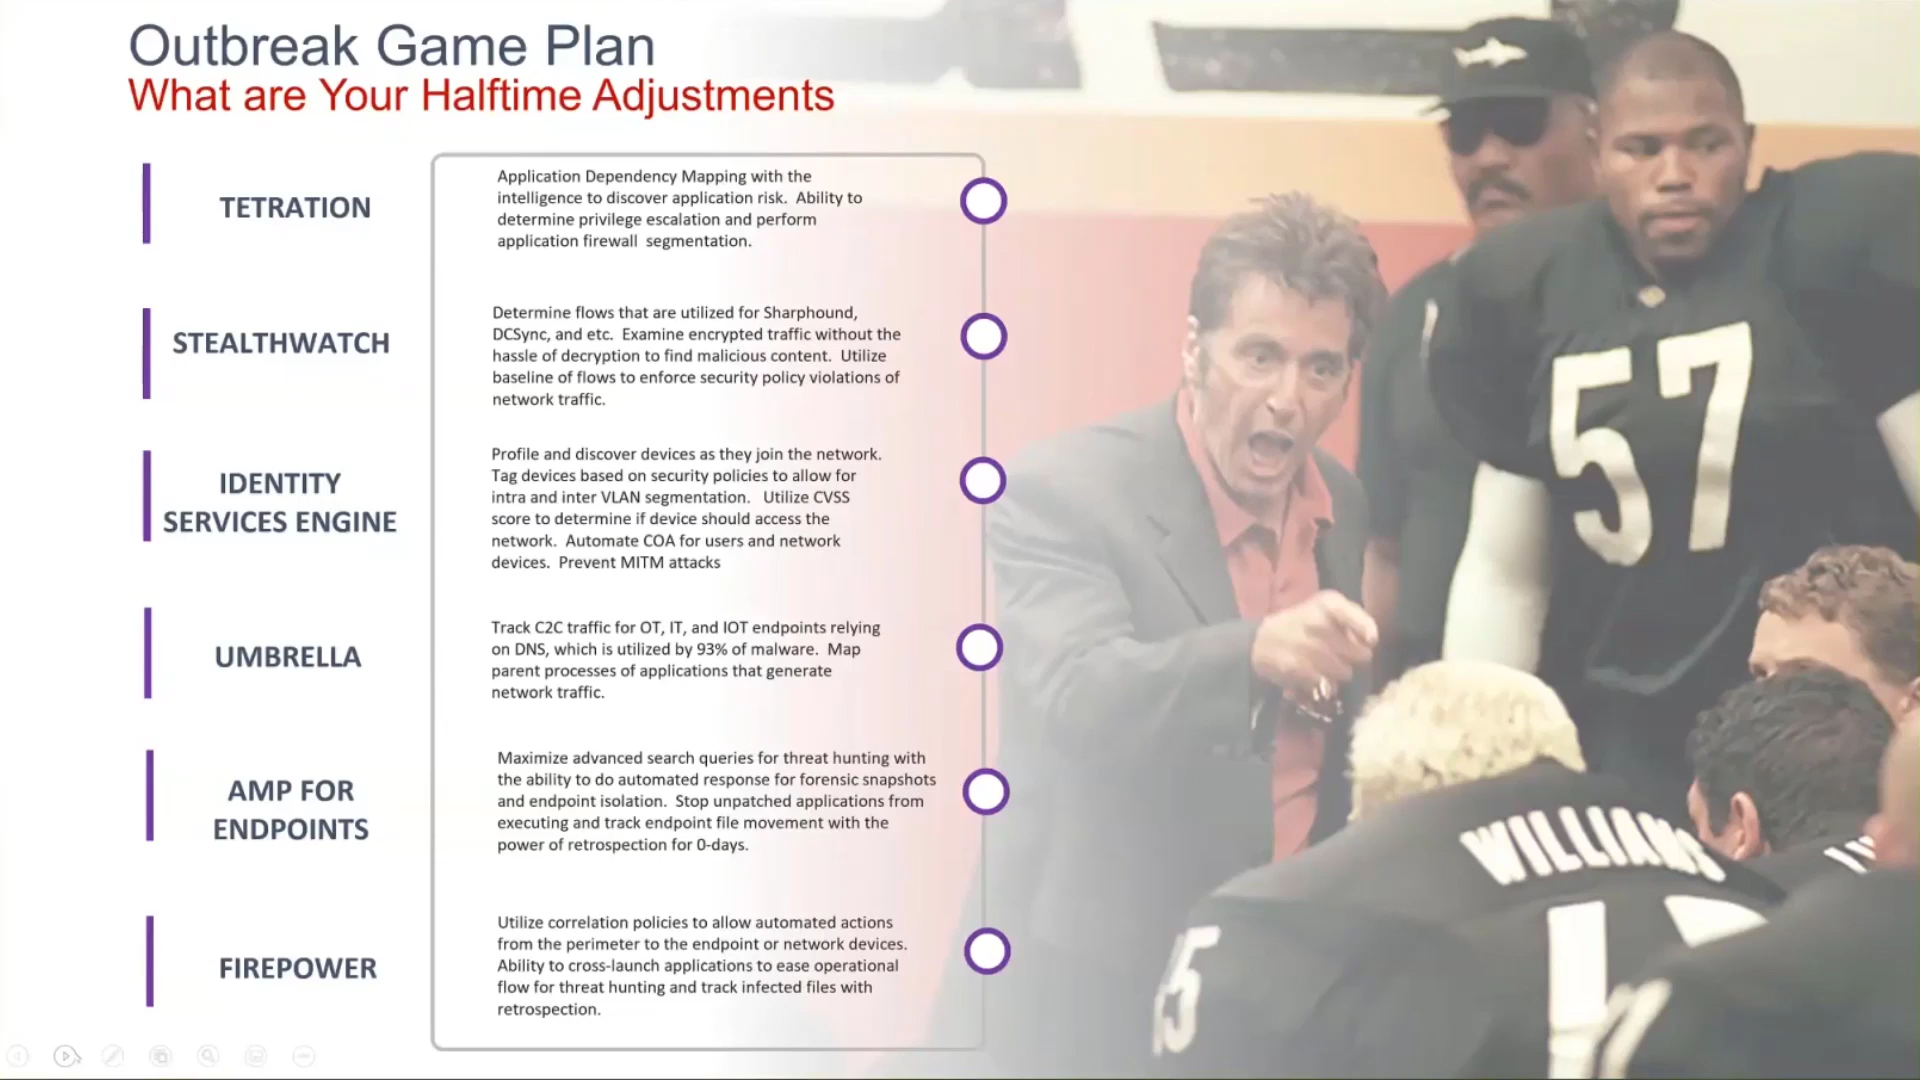 Outbreak Game Plan
What are Your Halftime Adjustments
TETRATION
Application Dependency Mapping with the
intelligence to discover application risk.  Ability to
determine privilege escalation and perform
application firewall  segmentation.
STEALTHWATCH
Determine flows that are utilized for Sharphound,
DCSync, and etc.  Examine encrypted traffic without the
hassle of decryption to find malicious content.  Utilize
baseline of flows to enforce security policy violations of
network traffic.
IDENTITY
SERVICES ENGINE
Profile and discover devices as they join the network.
Tag devices based on security policies to allow for
intra and inter VLAN segmentation.   Utilize CVSS
score to determine if device should access the
network.  Automate COA for users and network
devices.  Prevent MITM attacks
UMBRELLA
Track C2C traffic for OT, IT, and IOT endpoints relying
on DNS, which is utilized by 93% of malware.  Map
parent processes of applications that generate
network traffic.
AMP FOR
ENDPOINTS
Maximize advanced search queries for threat hunting with
the ability to do automated response for forensic snapshots
and endpoint isolation.  Stop unpatched applications from
executing and track endpoint file movement with the
power of retrospection for 0-days.
FIREPOWER
Utilize correlation policies to allow automated actions
from the perimeter to the endpoint or network devices.
Ability to cross-launch applications to ease operational
flow for threat hunting and track infected files with
retrospection.
57
WILLIAMS